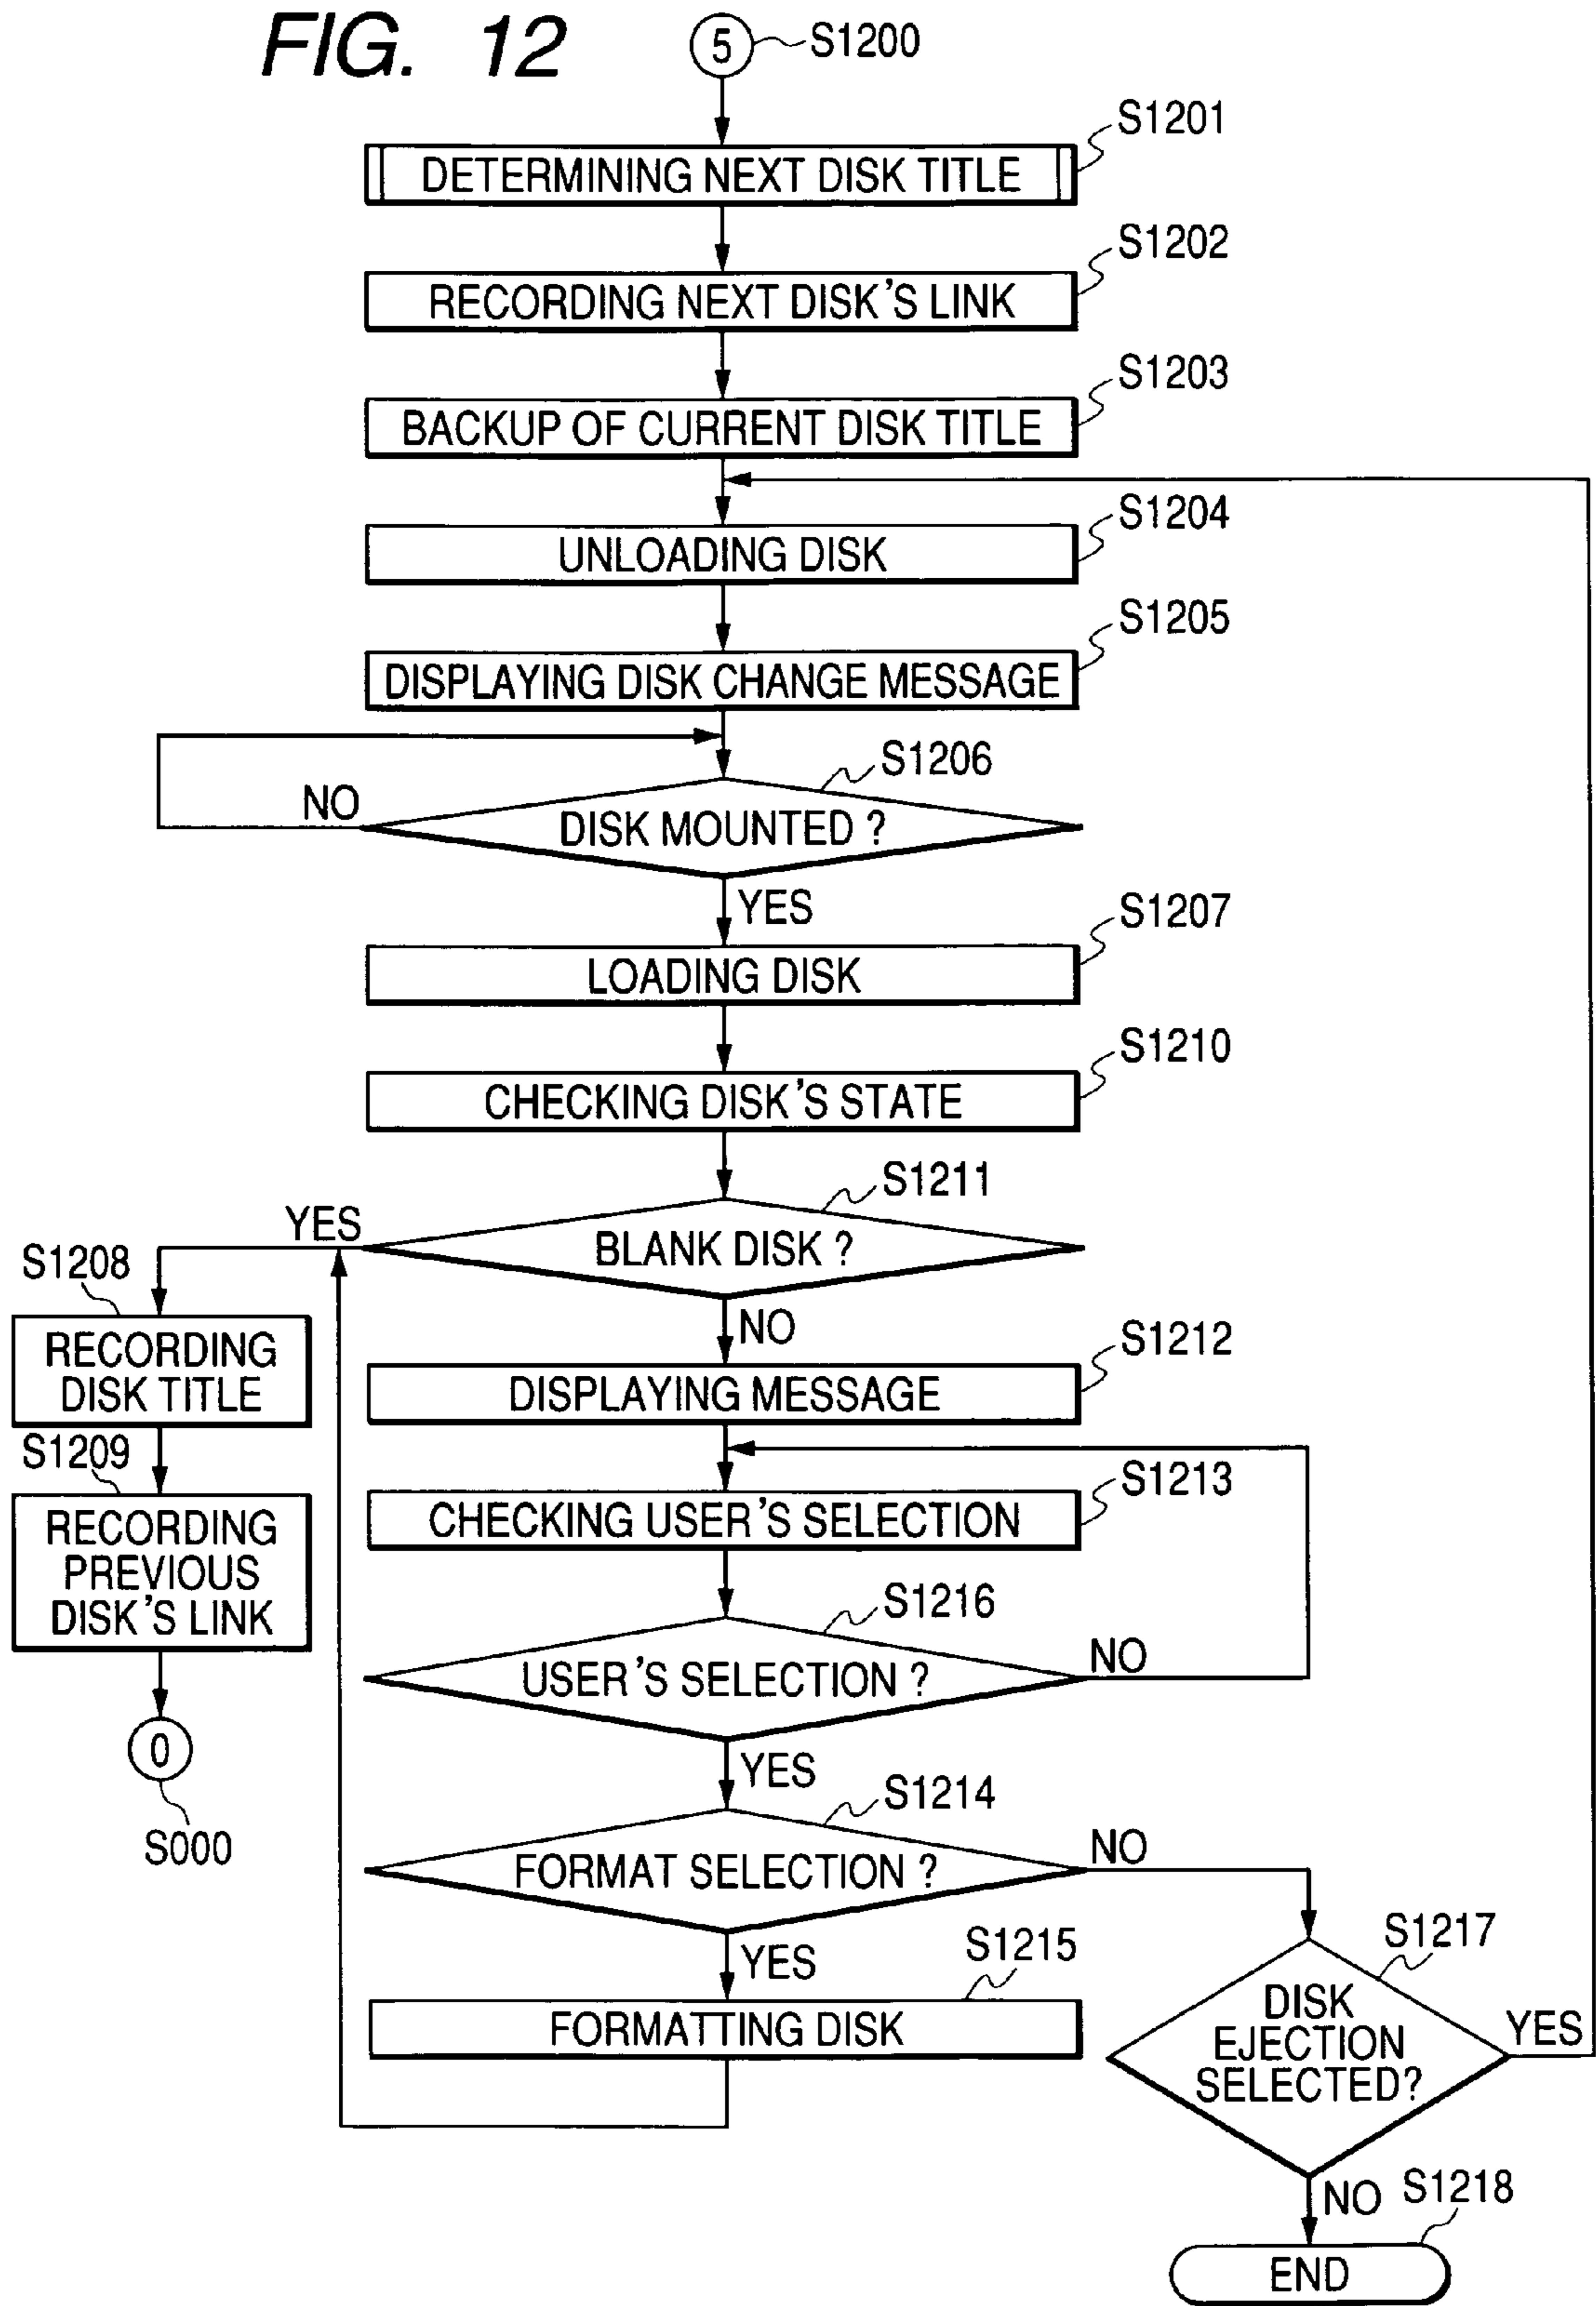 FIG. 12
5
S1200
S1201
DETERMINING NEXT DISK TITLE
S1202
RECORDING NEXT DISK'S LINK
S1203
BACKUP OF CURRENT DISK TITLE
S1204
UNLOADING DISK
S1205
DISPLAYING DISK CHANGE MESSAGE
S1206
NO
DISK MOUNTED ?
YES
S1207
LOADING DISK
S1210
CHECKING DISK'S STATE
S1211
YES
BLANK DISK ?
S1208
RECORDING
DISK TITLE
NO
S1212
DISPLAYING MESSAGE
S1209
RECORDING
PREVIOUS
DISK'S LINK
0
S000
S1213
CHECKING USER'S SELECTION
S1216
NO
USER'S SELECTION ?
YES
S1214
NO
FORMAT SELECTION ?
YES
S1215
FORMATTING DISK
S1217
DISK
EJECTION
SELECTED?
YES
NO
S1218
END